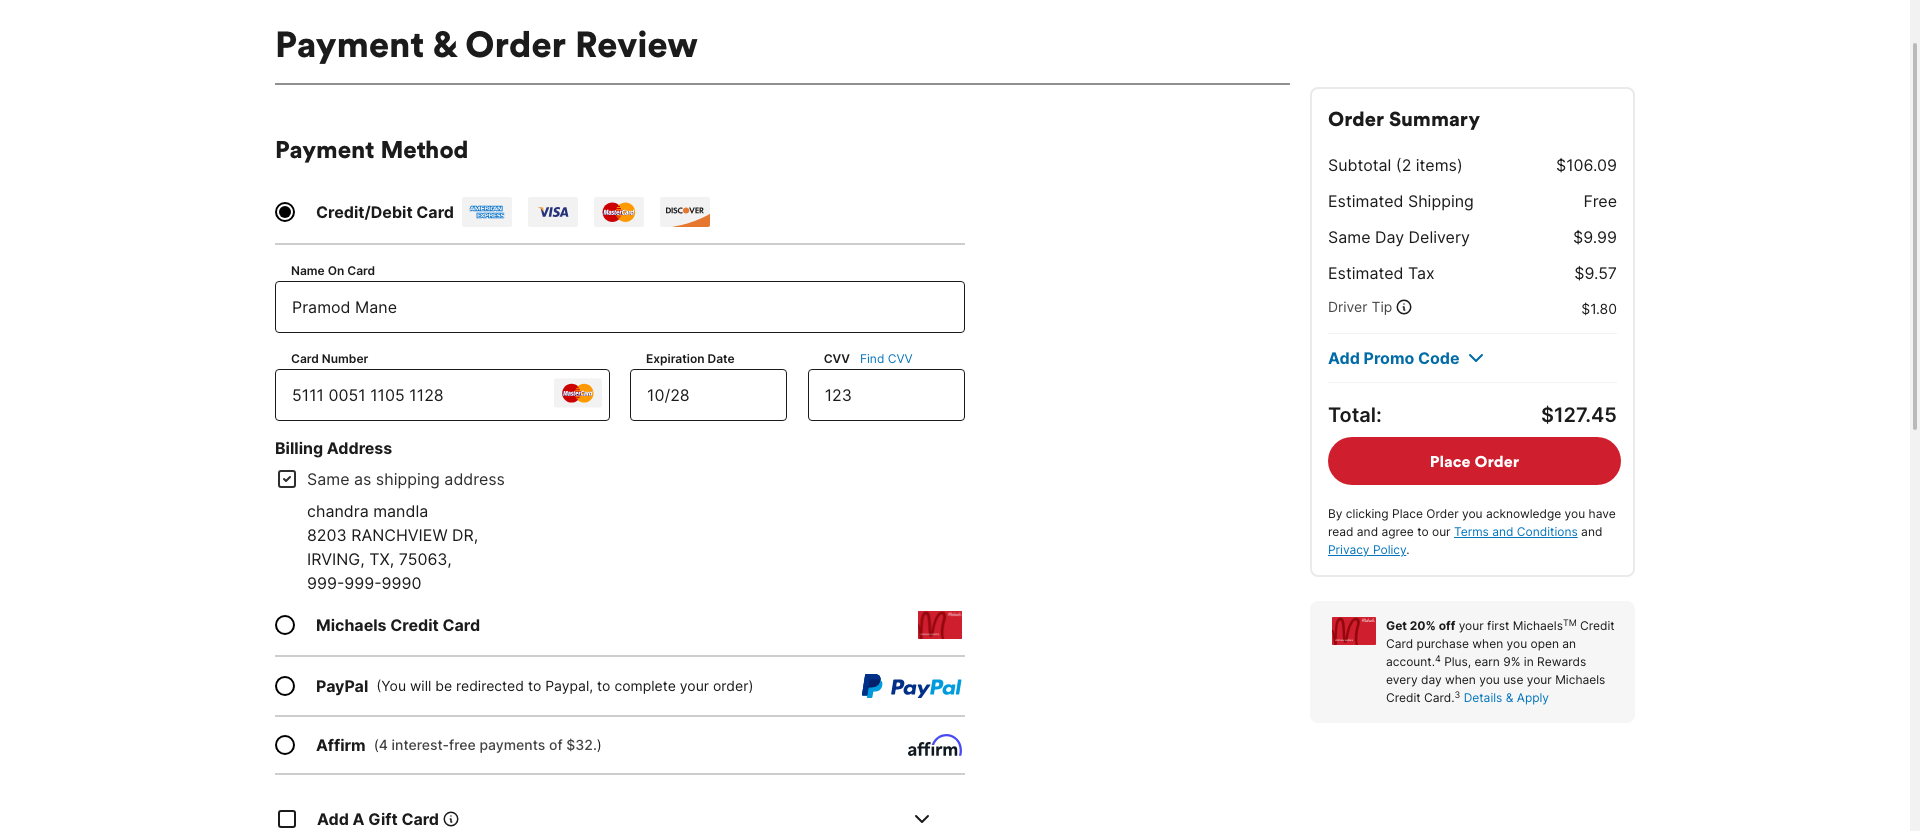 Payment & Order Review
Payment Method
Credit/Debit Card AMERICAN EXPRESS VISA MasterCard DISCOVER
Name On Card
Pramod Mane
Card Number
5111 0051 1105 1128 MasterCard
Expiration Date
10/28
CVV Find CVV
123
Billing Address
Same as shipping address
chandra mandla
8203 RANCHVIEW DR,
IRVING, TX, 75063,
999-999-9990
Michaels Credit Card
PayPal (You will be redirected to Paypal, to complete your order) PayPal
Affirm (4 interest-free payments of $32.) affirm
Add A Gift Card
Order Summary
Subtotal (2 items) $106.09
Estimated Shipping Free
Same Day Delivery $9.99
Estimated Tax $9.57
Driver Tip $1.80
Add Promo Code
Total: $127.45
Place Order
By clicking Place Order you acknowledge you have
read and agree to our Terms and Conditions and
Privacy Policy.
Get 20% off your first Michaels™ Credit
Card purchase when you open an
account.⁴ Plus, earn 9% in Rewards
every day when you use your Michaels
Credit Card.³ Details & Apply